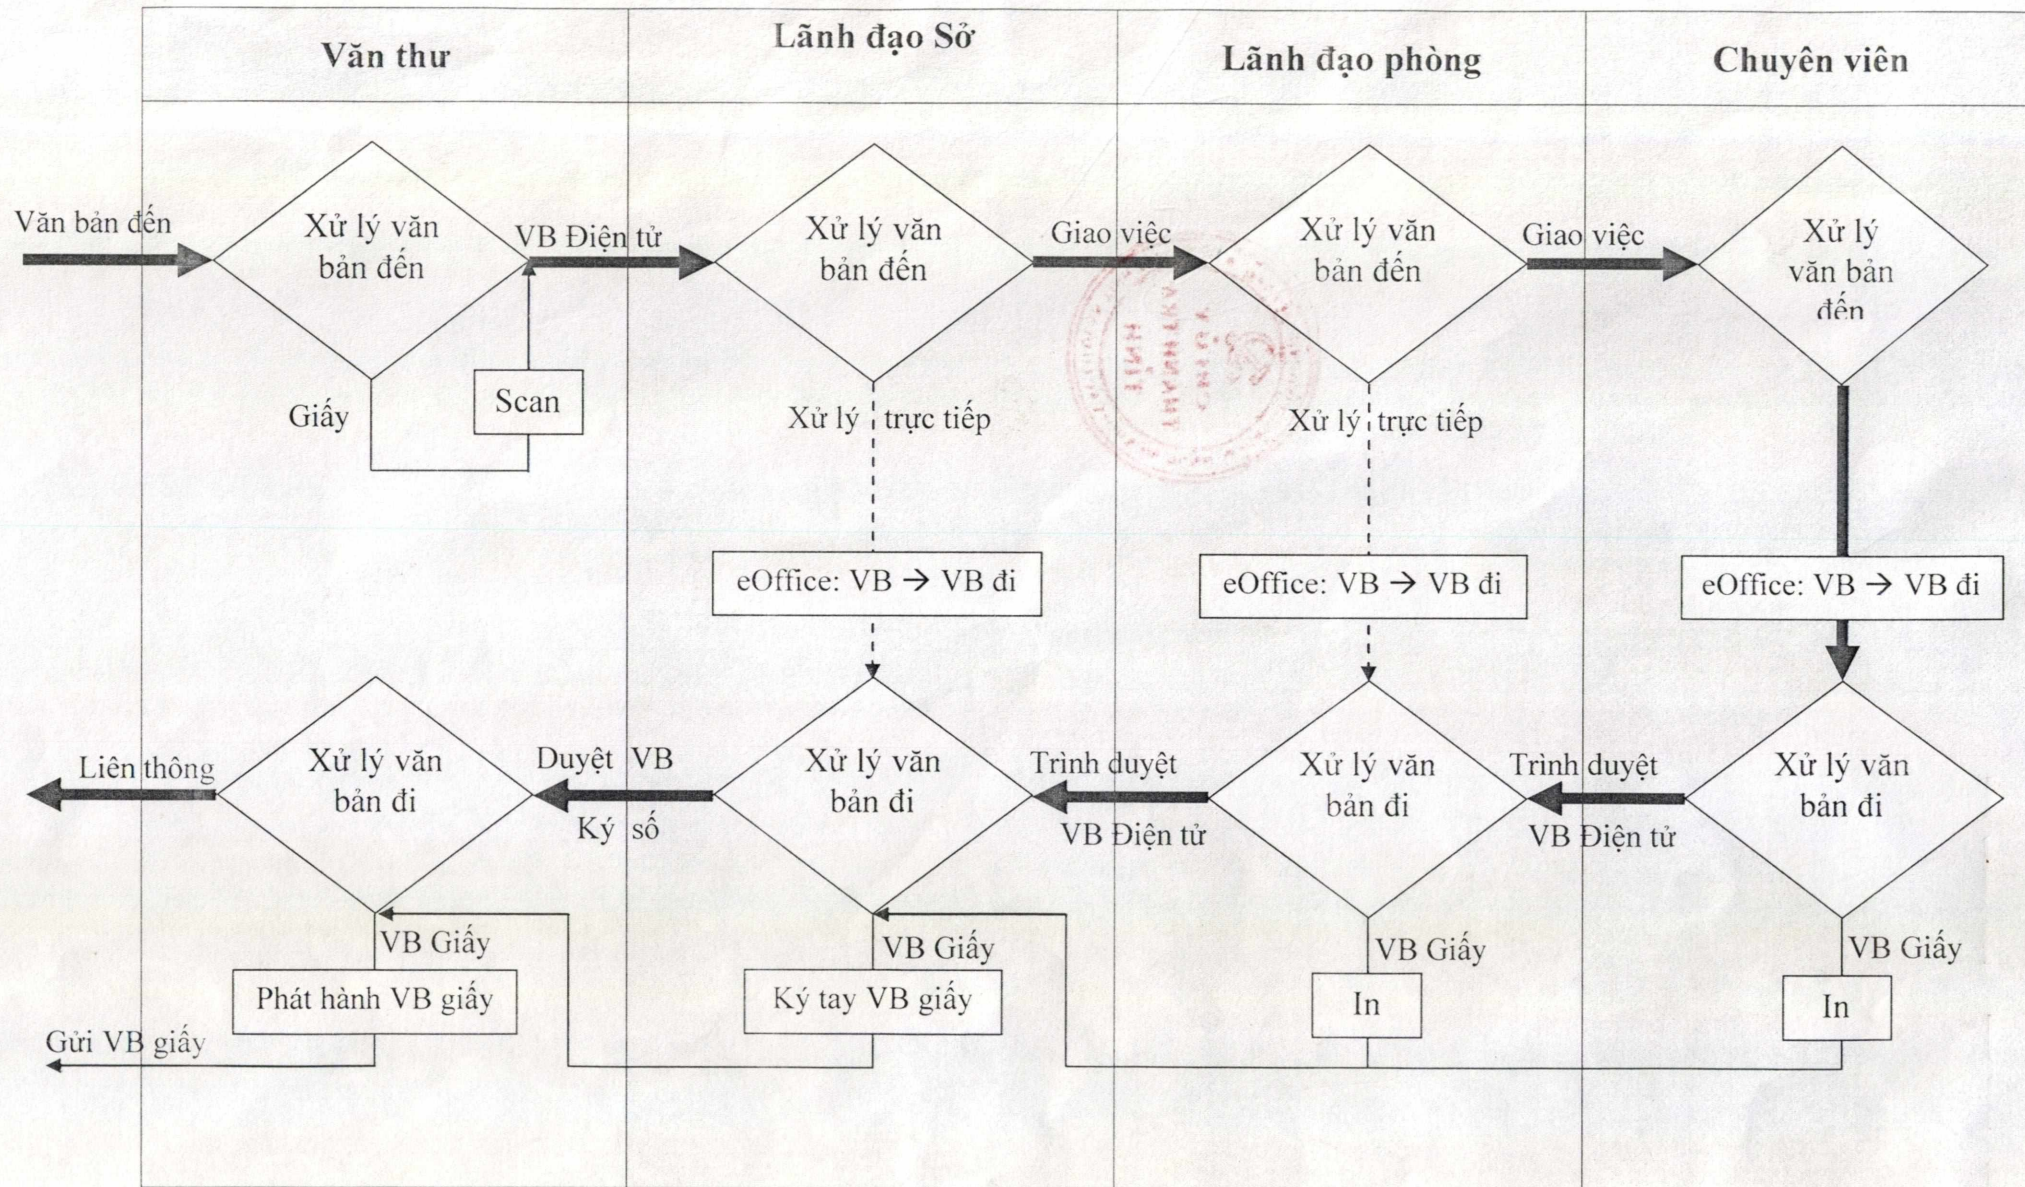 Văn thư
Lãnh đạo Sở
Lãnh đạo phòng
Chuyên viên
Văn bản đến
Xử lý văn
bản đến
VB Điện tử
Xử lý văn
bản đến
Giao việc
Xử lý văn
bản đến
Giao việc
Xử lý
văn bản
đến
Giấy
Scan
Xử lý trực tiếp
Xử lý trực tiếp
eOffice: VB → VB đi
eOffice: VB → VB đi
eOffice: VB → VB đi
Liên thông
Xử lý văn
bản đi
Duyệt VB
Ký số
Xử lý văn
bản đi
Trình duyệt
VB Điện tử
Xử lý văn
bản đi
Trình duyệt
VB Điện tử
Xử lý văn
bản đi
VB Giấy
VB Giấy
VB Giấy
VB Giấy
Phát hành VB giấy
Ký tay VB giấy
In
In
Gửi VB giấy
THANH TRA
TỈNH